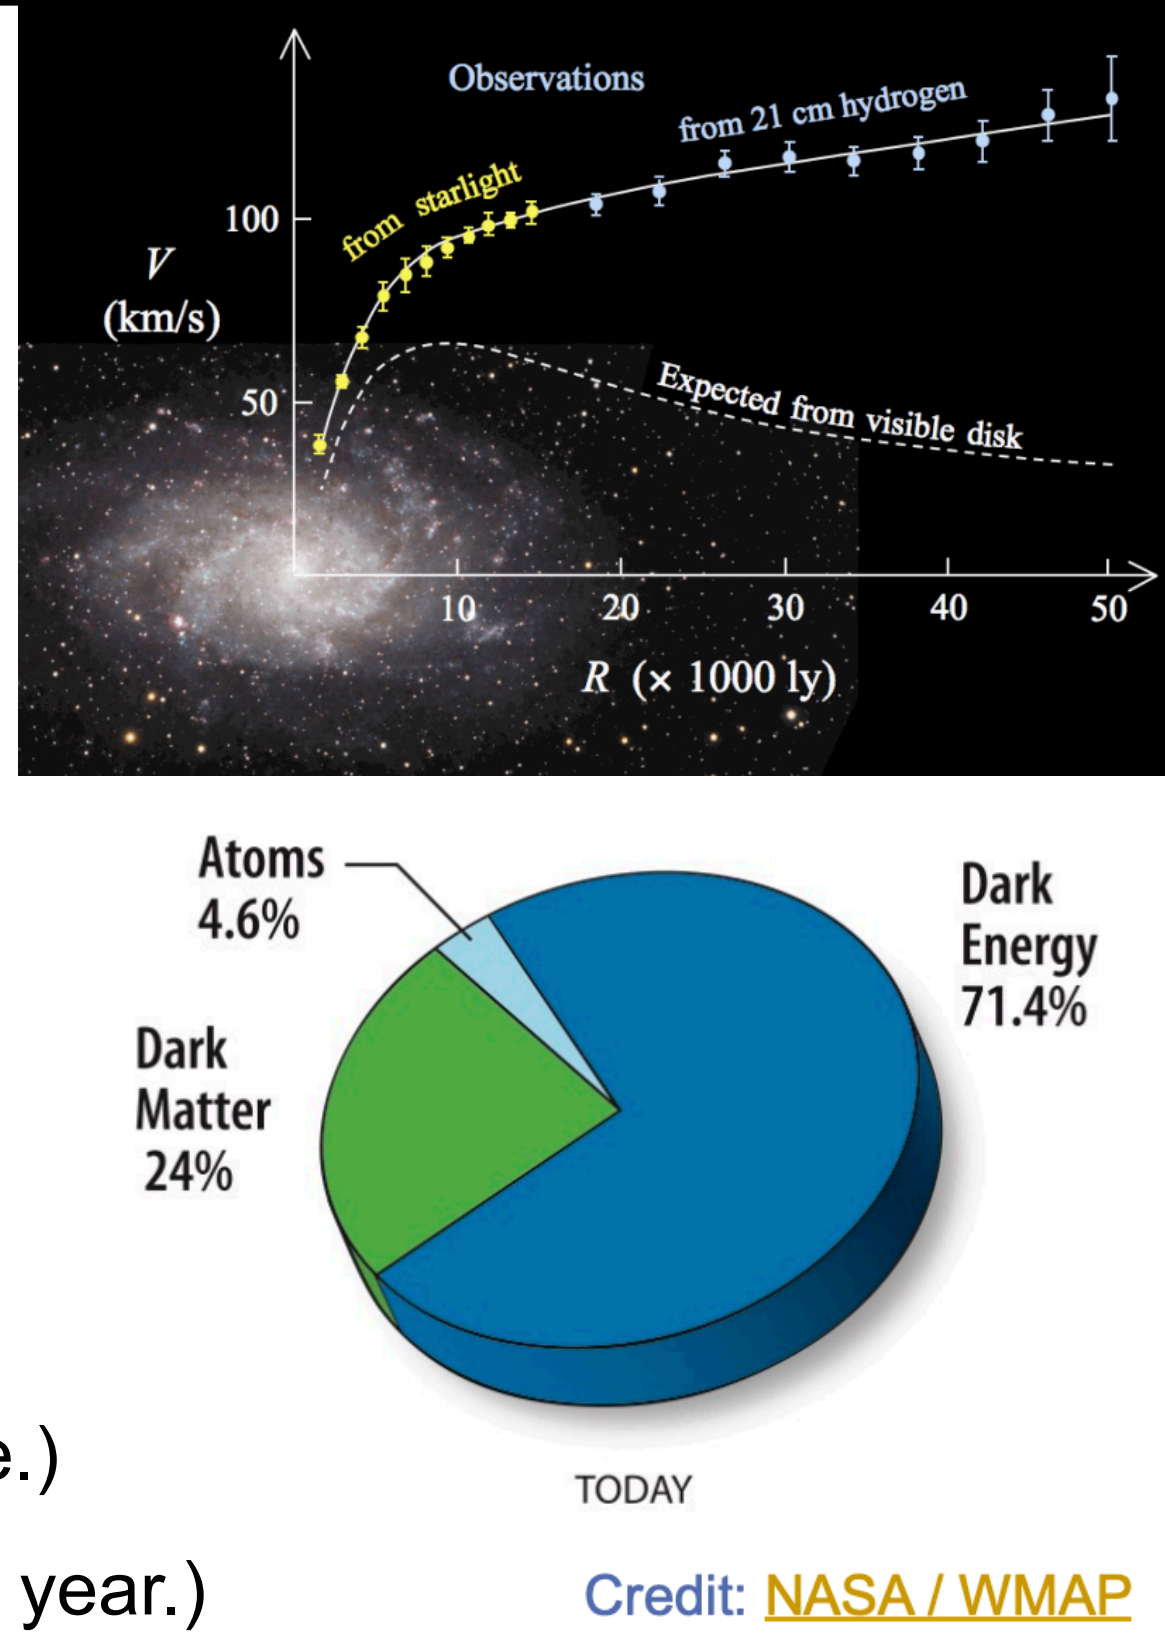 Observations
from 21 cm hydrogen
from starlight
100
V
(km/s)
Expected from visible disk
50
10 20 30 40 50
R (× 1000 ly)
Atoms
4.6%
Dark
Energy
71.4%
Dark
Matter
24%
e.)
TODAY
year.)
Credit: NASA / WMAP